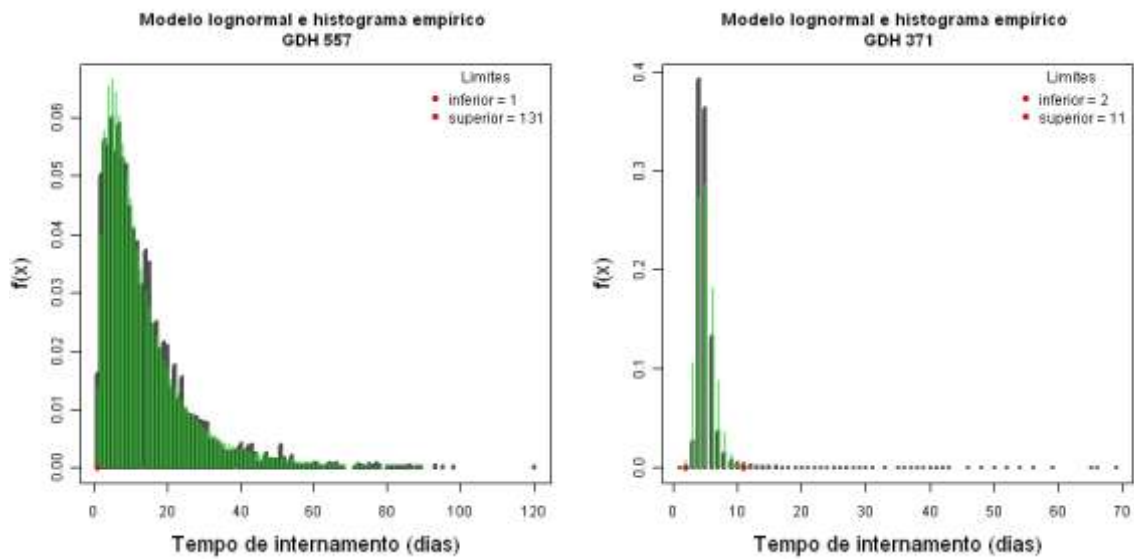 Modelo lognormal e histograma empírico
GDH 557
Limites
inferior = 1
superior = 131
f(x)
0.00
0.01
0.02
0.03
0.04
0.05
0.06
0 20 40 60 80 100 120
Tempo de internamento (dias)
Modelo lognormal e histograma empírico
GDH 371
Limites
inferior = 2
superior = 11
f(x)
0.0
0.1
0.2
0.3
0.4
0 10 20 30 40 50 60 70
Tempo de internamento (dias)